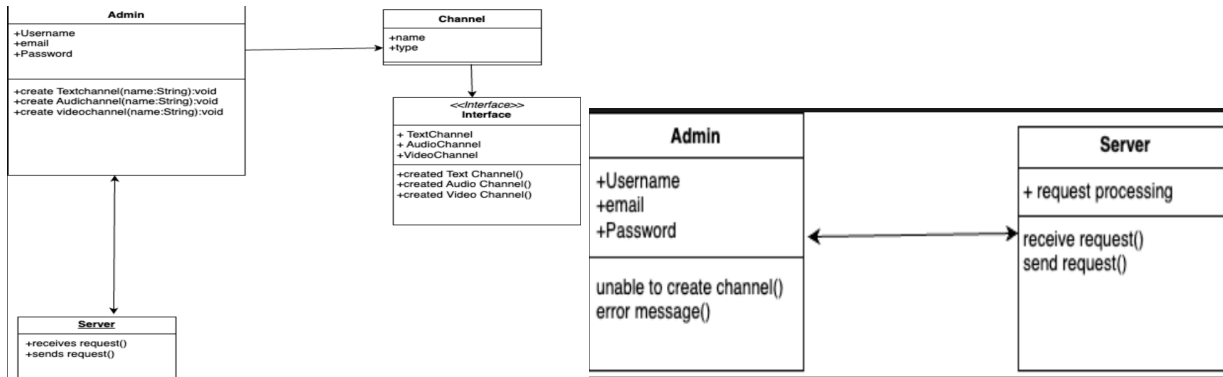 Admin
+Username
+email
+Password
+create Textchannel(name:String):void
+create Audichannel(name:String):void
+create videochannel(name:String):void
Channel
+name
+type
<<Interface>>
Interface
+ TextChannel
+ AudioChannel
+VideoChannel
+created Text Channel()
+created Audio Channel()
+created Video Channel()
Server
+receives request()
+sends request()
Admin
+Username
+email
+Password
unable to create channel()
error message()
Server
+ request processing
receive request()
send request()